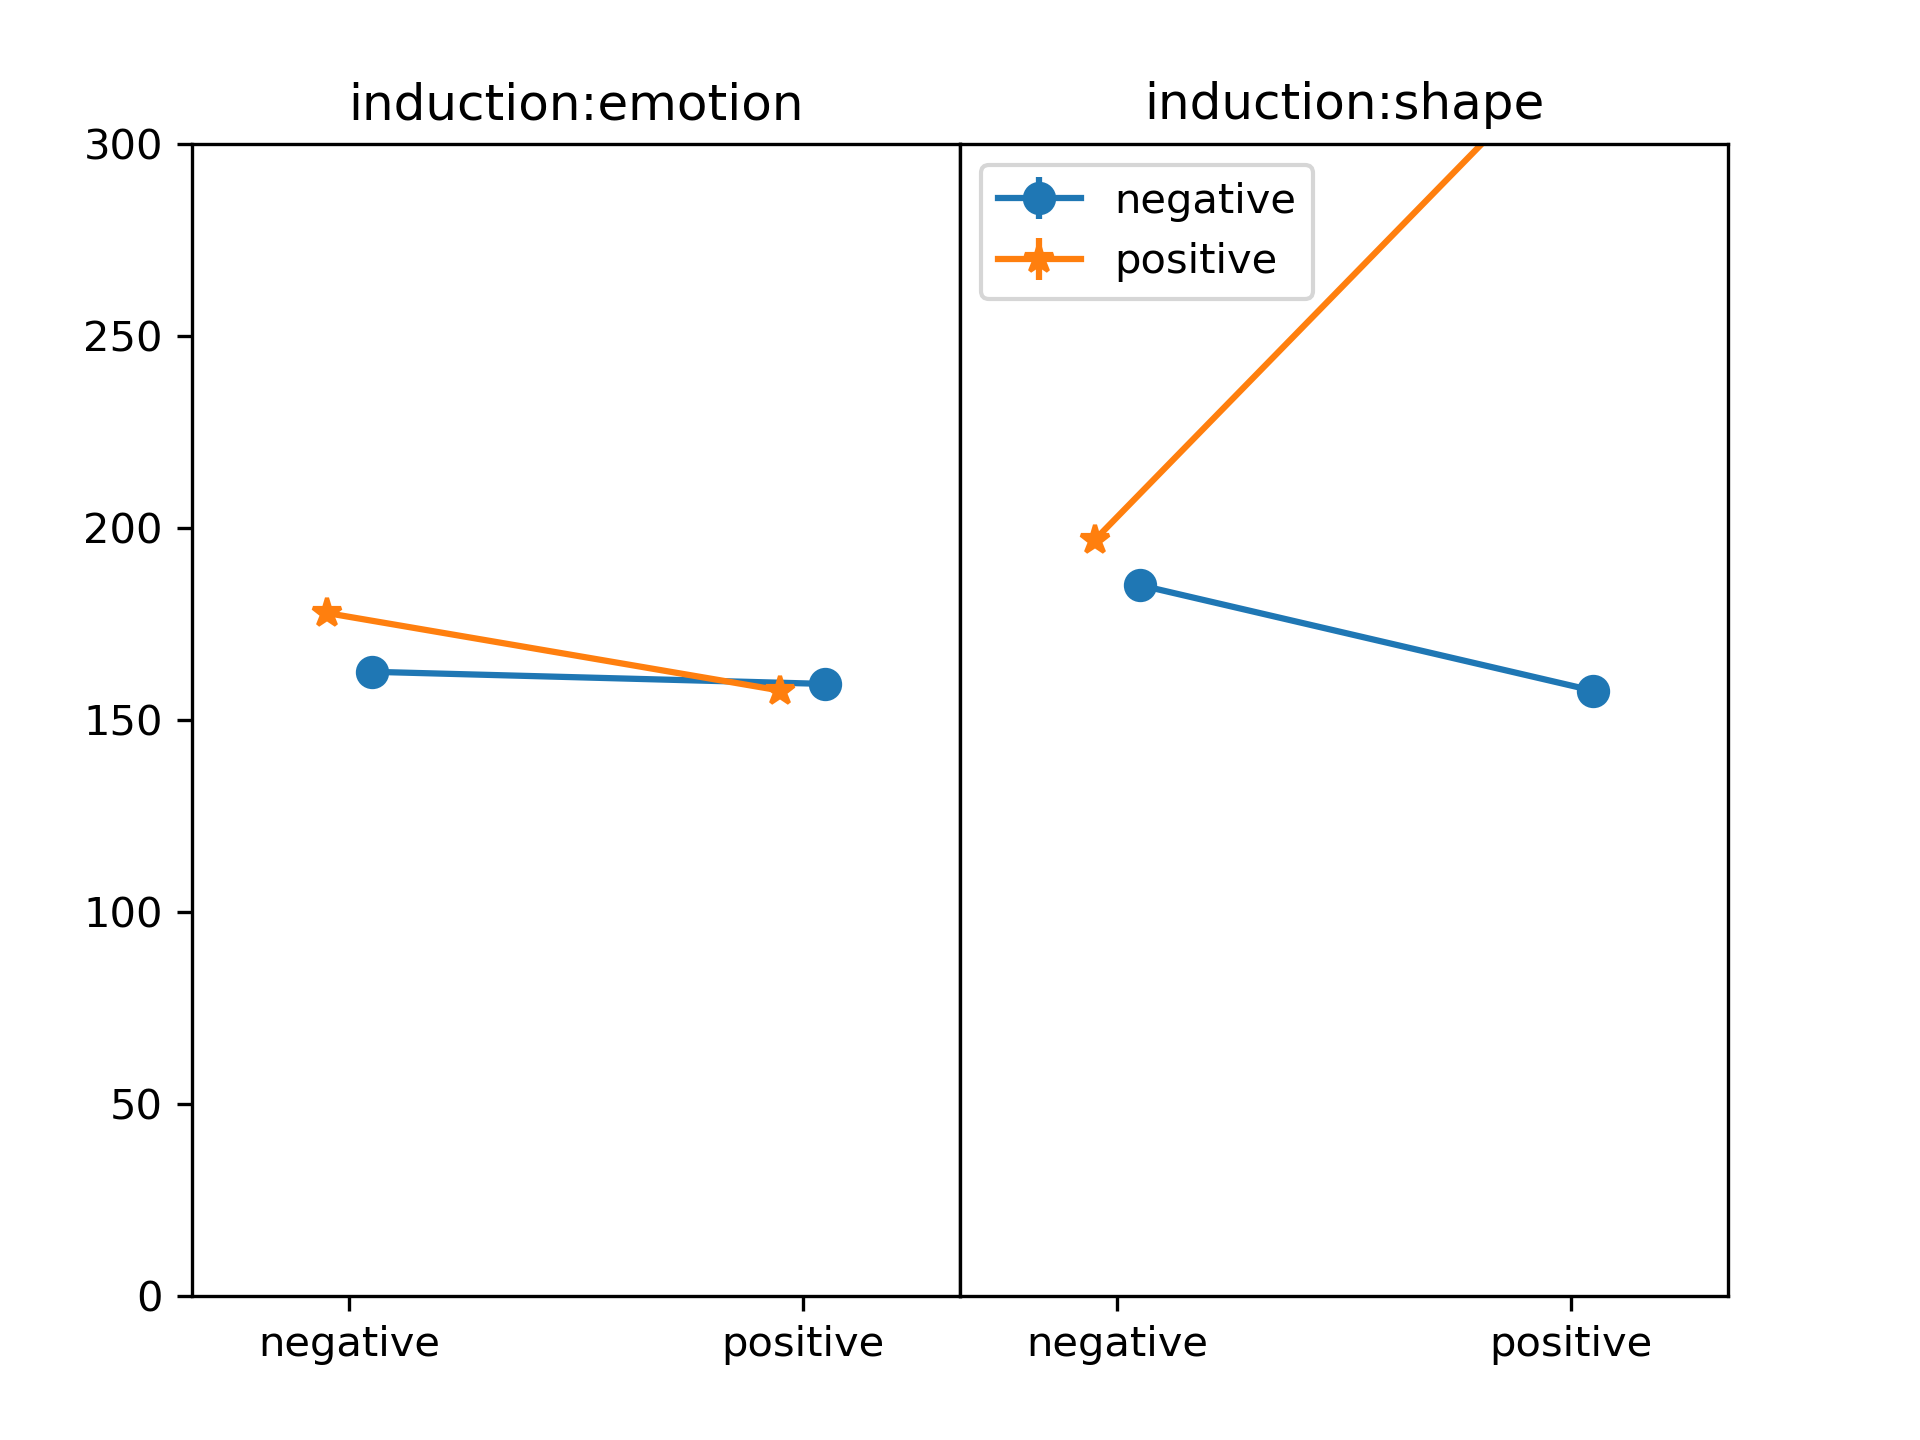 induction:emotion
induction:shape
300
250
200
150
100
50
0
negative
positive
negative
positive
negative
positive